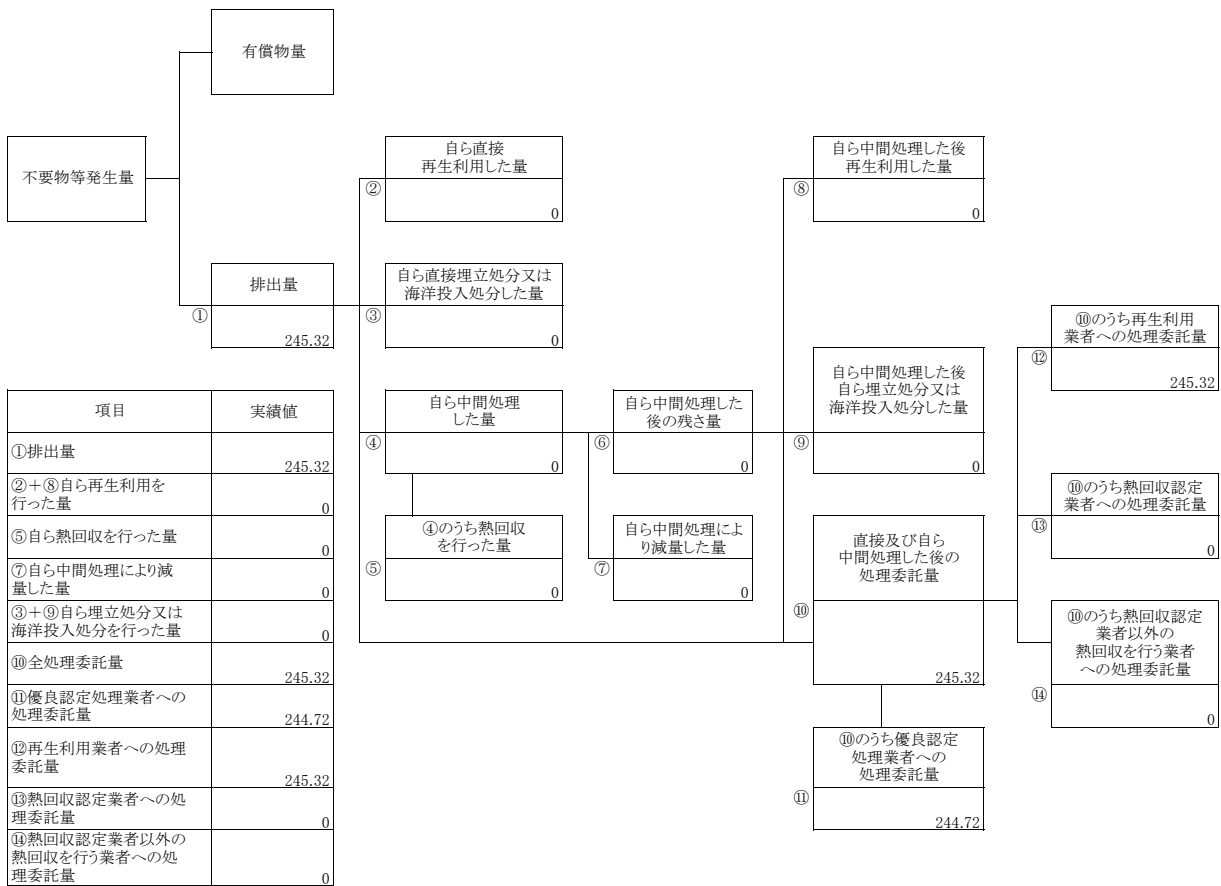 有償物量
不要物等発生量
自ら直接
再生利用した量
②
0
自ら中間処理した後
再生利用した量
⑧
0
排出量
①
245.32
自ら直接埋立処分又は
海洋投入処分した量
③
0
⑩のうち再生利用
業者への処理委託量
⑫
245.32
自ら中間処理
した量
④
0
自ら中間処理した
後の残さ量
⑥
0
自ら中間処理した後
自ら埋立処分又は
海洋投入処分した量
⑨
0
⑩のうち熱回収認定
業者への処理委託量
⑬
0
④のうち熱回収
を行った量
⑤
0
自ら中間処理によ
り減量した量
⑦
0
直接及び自ら
中間処理した後の
処理委託量
⑩
245.32
⑩のうち熱回収認定
業者以外の
熱回収を行う業者
への処理委託量
⑭
0
⑩のうち優良認定
処理業者への
処理委託量
⑪
244.72
項目 実績値
①排出量 245.32
②＋⑧自ら再生利用を
行った量 0
⑤自ら熱回収を行った量 0
⑦自ら中間処理により減
量した量 0
③＋⑨自ら埋立処分又は
海洋投入処分を行った量 0
⑩全処理委託量 245.32
⑪優良認定処理業者への
処理委託量 244.72
⑫再生利用業者への処理
委託量 245.32
⑬熱回収認定業者への処
理委託量 0
⑭熱回収認定業者以外の
熱回収を行う業者への処
理委託量 0